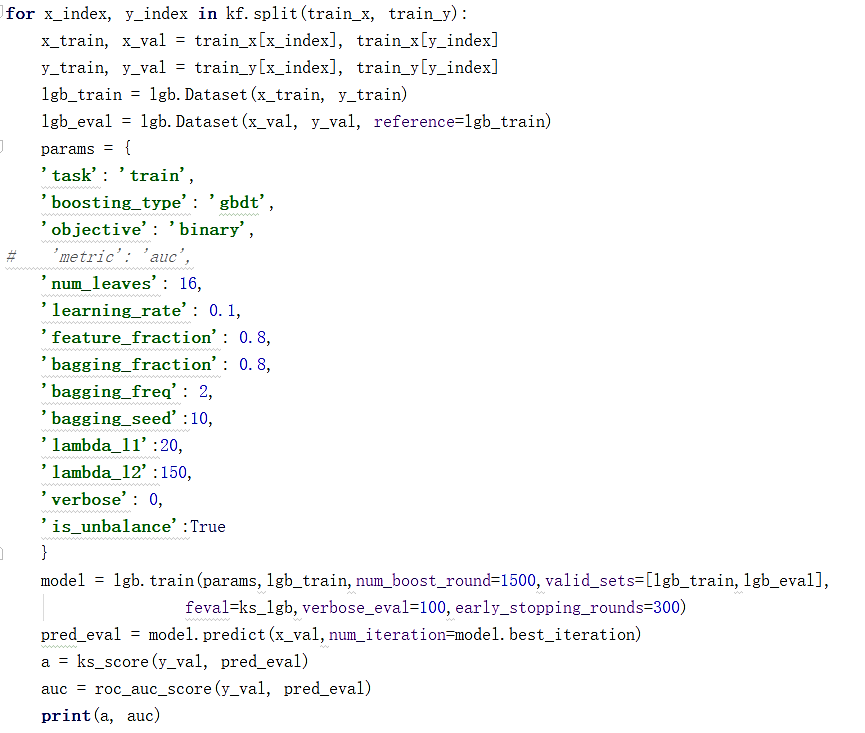 for x_index, y_index in kf.split(train_x, train_y):
    x_train, x_val = train_x[x_index], train_x[y_index]
    y_train, y_val = train_y[x_index], train_y[y_index]
    lgb_train = lgb.Dataset(x_train, y_train)
    lgb_eval = lgb.Dataset(x_val, y_val, reference=lgb_train)
    params = {
    'task': 'train',
    'boosting_type': 'gbdt',
    'objective': 'binary',
#    'metric': 'auc',
    'num_leaves': 16,
    'learning_rate': 0.1,
    'feature_fraction': 0.8,
    'bagging_fraction': 0.8,
    'bagging_freq': 2,
    'bagging_seed':10,
    'lambda_l1':20,
    'lambda_l2':150,
    'verbose': 0,
    'is_unbalance':True
    }
    model = lgb.train(params,lgb_train,num_boost_round=1500,valid_sets=[lgb_train,lgb_eval],
                    feval=ks_lgb,verbose_eval=100,early_stopping_rounds=300)
    pred_eval = model.predict(x_val,num_iteration=model.best_iteration)
    a = ks_score(y_val, pred_eval)
    auc = roc_auc_score(y_val, pred_eval)
    print(a, auc)